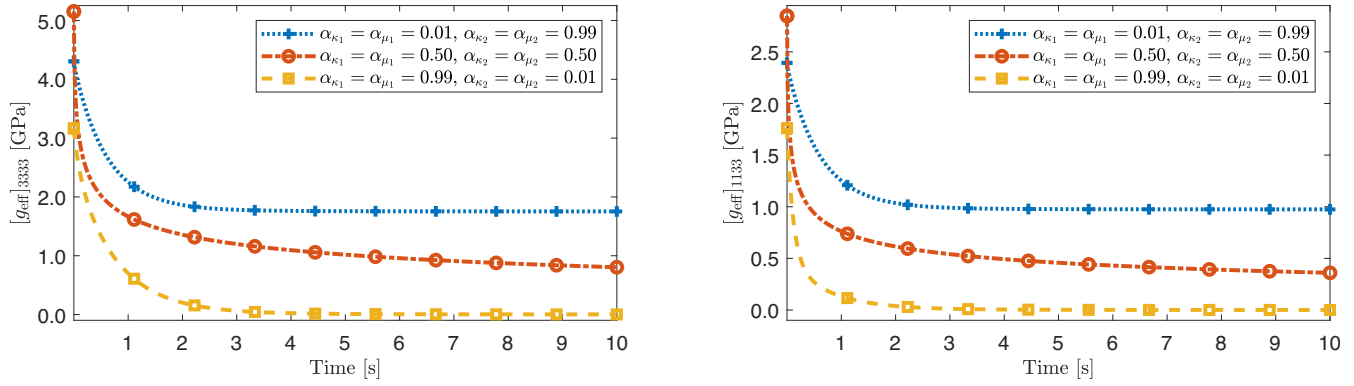 5.0
4.0
3.0
2.0
1.0
0.0
[g_eff]_3333 [GPa]
α_κ₁ = α_μ₁ = 0.01, α_κ₂ = α_μ₂ = 0.99
α_κ₁ = α_μ₁ = 0.50, α_κ₂ = α_μ₂ = 0.50
α_κ₁ = α_μ₁ = 0.99, α_κ₂ = α_μ₂ = 0.01
1 2 3 4 5 6 7 8 9 10
Time [s]
2.5
2.0
1.5
1.0
0.5
0.0
[g_eff]_1133 [GPa]
α_κ₁ = α_μ₁ = 0.01, α_κ₂ = α_μ₂ = 0.99
α_κ₁ = α_μ₁ = 0.50, α_κ₂ = α_μ₂ = 0.50
α_κ₁ = α_μ₁ = 0.99, α_κ₂ = α_μ₂ = 0.01
1 2 3 4 5 6 7 8 9 10
Time [s]